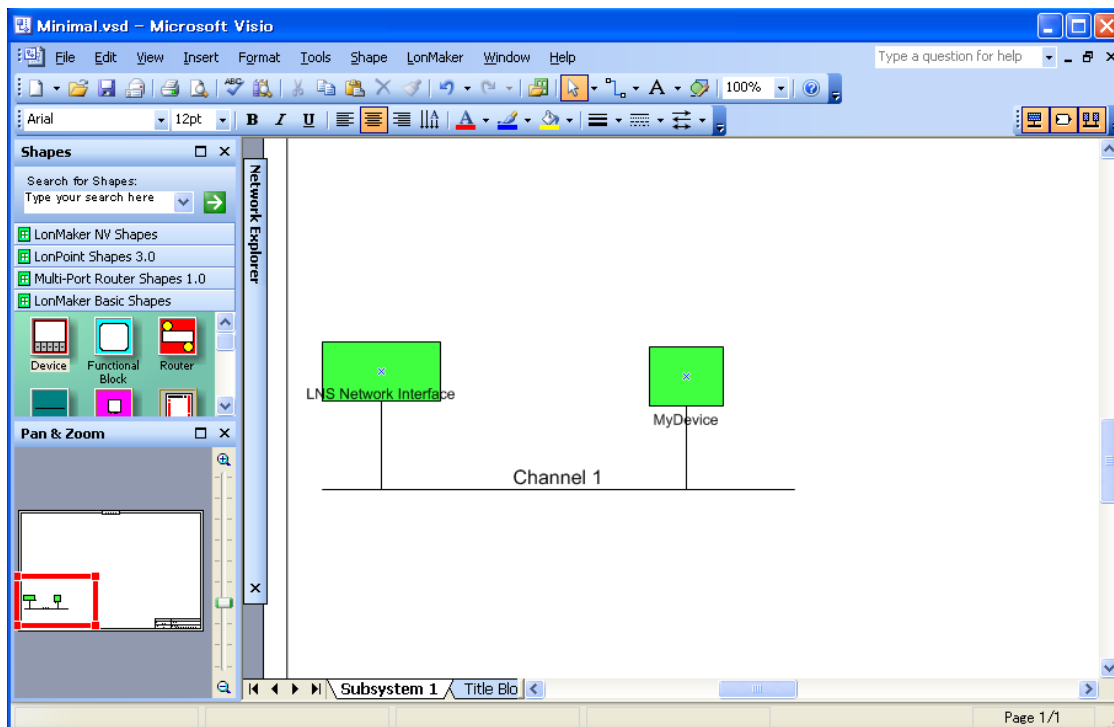 Minimal.vsd - Microsoft Visio
File Edit View Insert Format Tools Shape LonMaker Window Help
Type a question for help
ABC
A
100%
Arial
12pt
B I U
A
Shapes
Search for Shapes:
Type your search here
LonMaker NV Shapes
LonPoint Shapes 3.0
Multi-Port Router Shapes 1.0
LonMaker Basic Shapes
Device
Functional
Block
Router
Pan & Zoom
Network Explorer
LNS Network Interface
MyDevice
Channel 1
Subsystem 1
Title Blo
Page 1/1